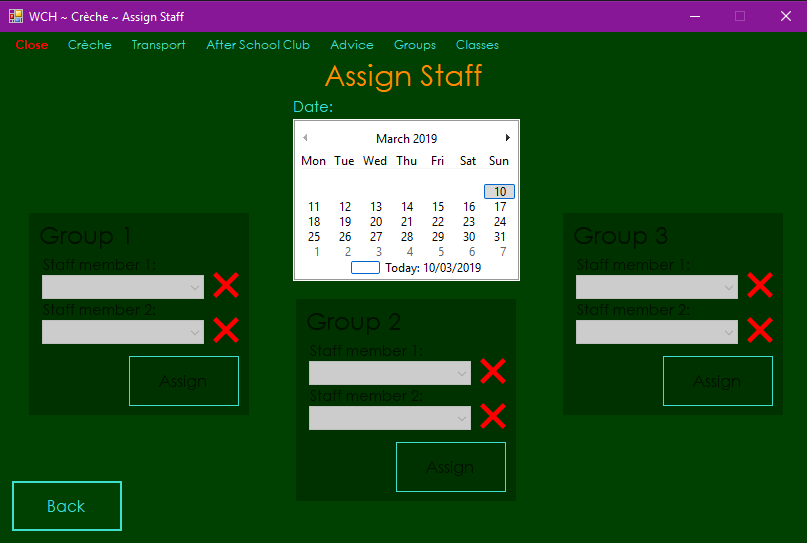 WCH ~ Crèche ~ Assign Staff
Close Crèche Transport After School Club Advice Groups Classes
Assign Staff
Date:
March 2019
Mon Tue Wed Thu Fri Sat Sun
10
11 12 13 14 15 16 17
18 19 20 21 22 23 24
25 26 27 28 29 30 31
1 2 3 4 5 6 7
Today: 10/03/2019
Group 1
Staff member 1:
Staff member 2:
Assign
Group 2
Staff member 1:
Staff member 2:
Assign
Group 3
Staff member 1:
Staff member 2:
Assign
Back